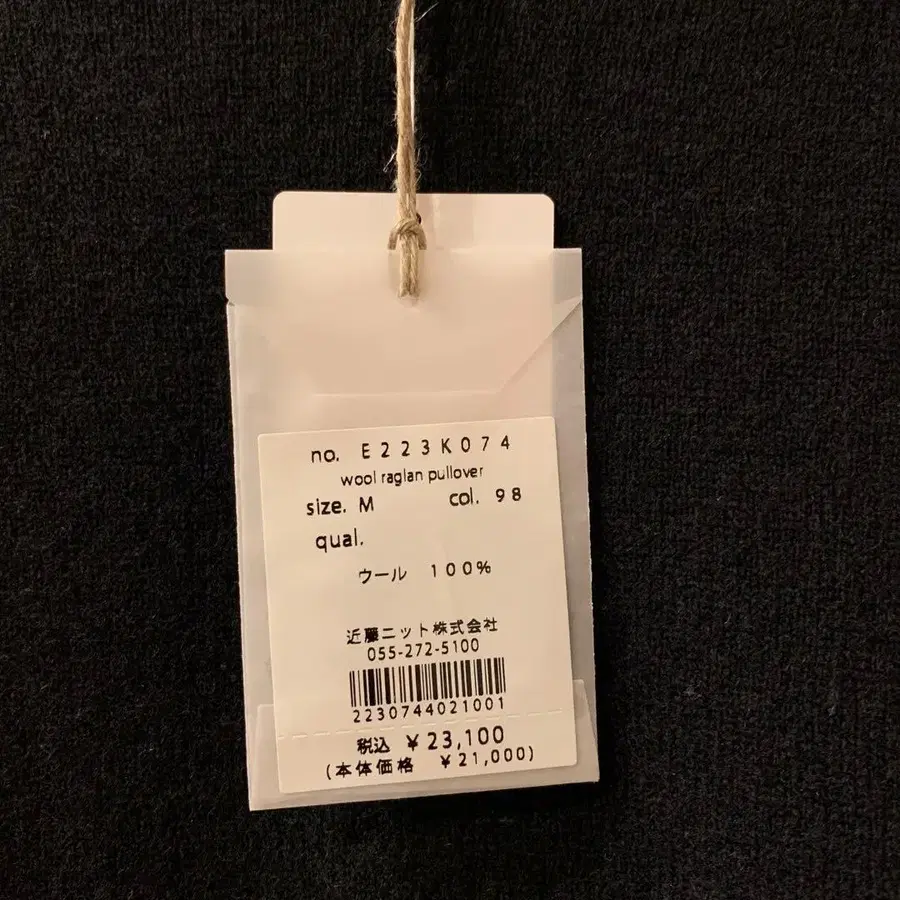 no. E223K074
wool raglan pullover
size. M col. 98
qual.
ウール 100%
近藤ニット株式会社
055-272-5100
2230744021001
税込 ¥23,100
(本体価格 ¥21,000)